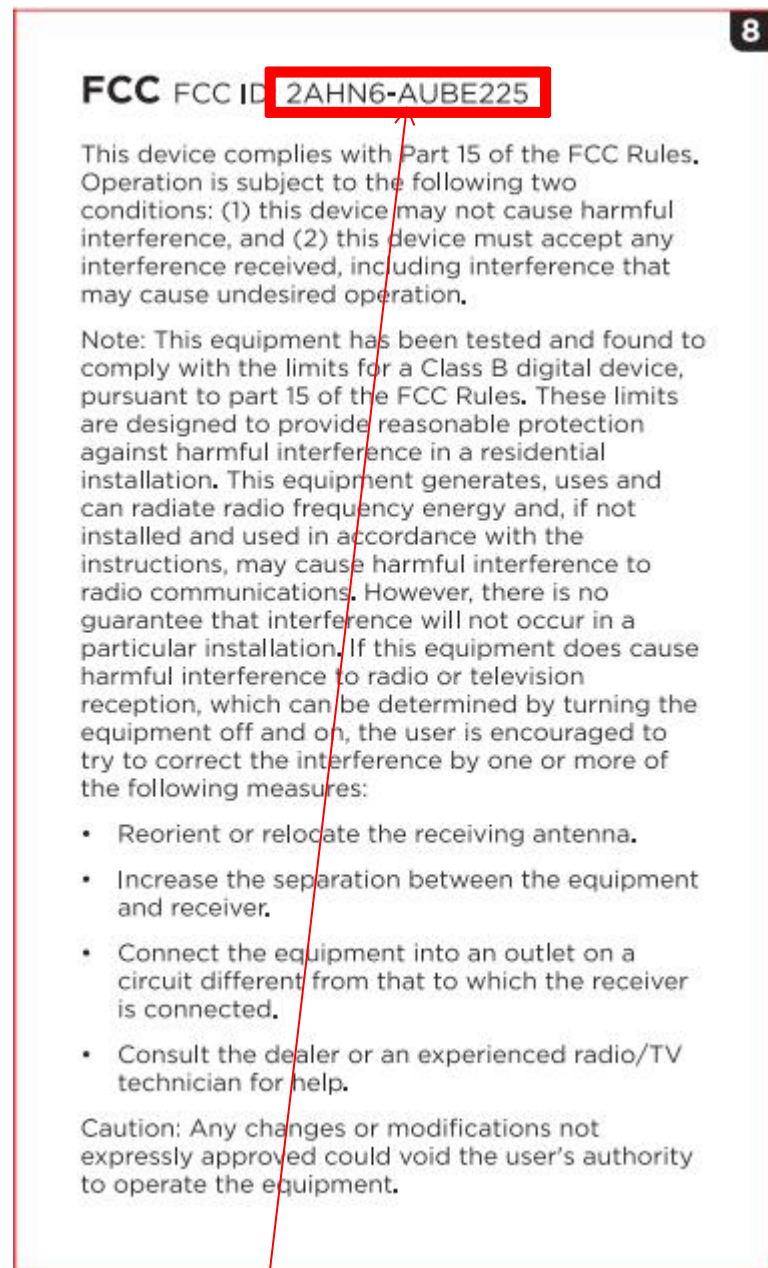 8
FCC FCC ID 2AHN6-AUBE225
This device complies with Part 15 of the FCC Rules.
Operation is subject to the following two
conditions: (1) this device may not cause harmful
interference, and (2) this device must accept any
interference received, including interference that
may cause undesired operation.
Note: This equipment has been tested and found to
comply with the limits for a Class B digital device,
pursuant to part 15 of the FCC Rules. These limits
are designed to provide reasonable protection
against harmful interference in a residential
installation. This equipment generates, uses and
can radiate radio frequency energy and, if not
installed and used in accordance with the
instructions, may cause harmful interference to
radio communications. However, there is no
guarantee that interference will not occur in a
particular installation. If this equipment does cause
harmful interference to radio or television
reception, which can be determined by turning the
equipment off and on, the user is encouraged to
try to correct the interference by one or more of
the following measures:
• Reorient or relocate the receiving antenna.
• Increase the separation between the equipment
and receiver.
• Connect the equipment into an outlet on a
circuit different from that to which the receiver
is connected.
• Consult the dealer or an experienced radio/TV
technician for help.
Caution: Any changes or modifications not
expressly approved could void the user's authority
to operate the equipment.